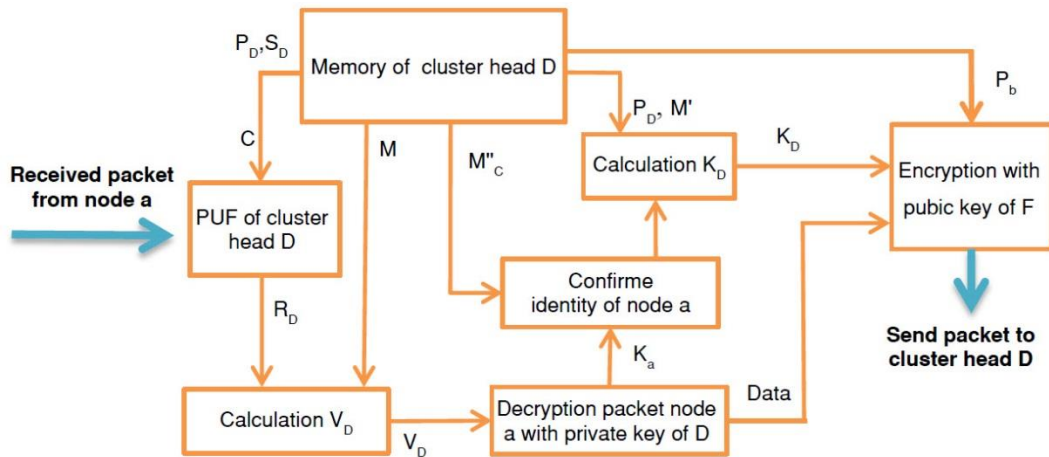 P_D,S_D
Memory of cluster head D
P_b
P_D, M'
C
M
M"_C
K_D
Received packet
from node a
Calculation K_D
Encryption with
pubic key of F
PUF of cluster
head D
Confirme
identity of node a
R_D
Send packet to
cluster head D
K_a
Calculation V_D
V_D
Decryption packet node
a with private key of D
Data